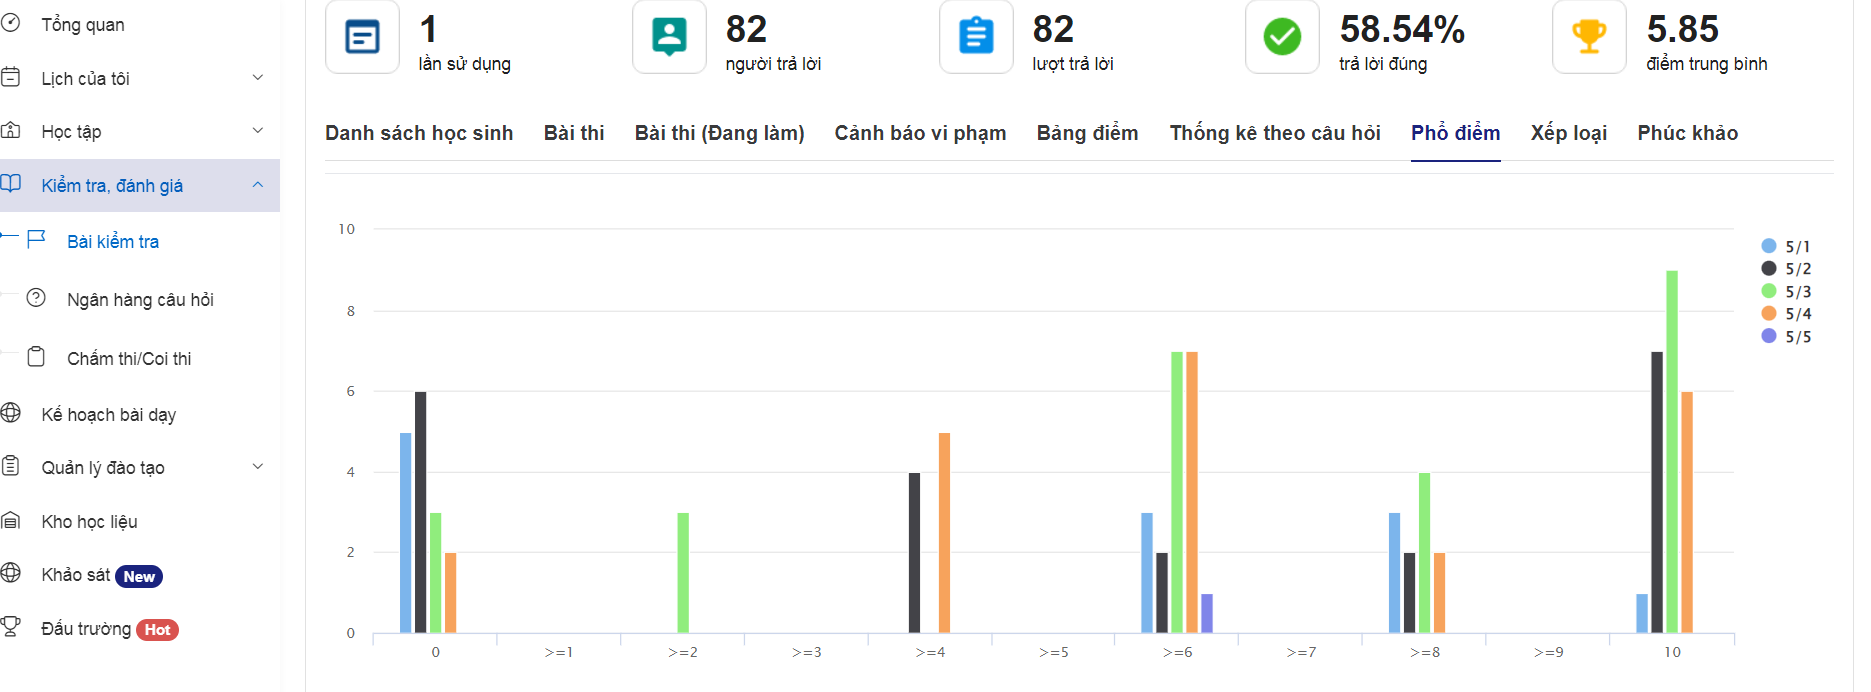 Tổng quan
Lịch của tôi
Học tập
Kiểm tra, đánh giá
Bài kiểm tra
Ngân hàng câu hỏi
Chấm thi/Coi thi
Kế hoạch bài dạy
Quản lý đào tạo
Kho học liệu
Khảo sát New
Đấu trường Hot
1
lần sử dụng
82
người trả lời
82
lượt trả lời
58.54%
trả lời đúng
5.85
điểm trung bình
Danh sách học sinh Bài thi Bài thi (Đang làm) Cảnh báo vi phạm Bảng điểm Thống kê theo câu hỏi Phổ điểm Xếp loại Phúc khảo
10
8
6
4
2
0
0 >=1 >=2 >=3 >=4 >=5 >=6 >=7 >=8 >=9 10
5/1
5/2
5/3
5/4
5/5